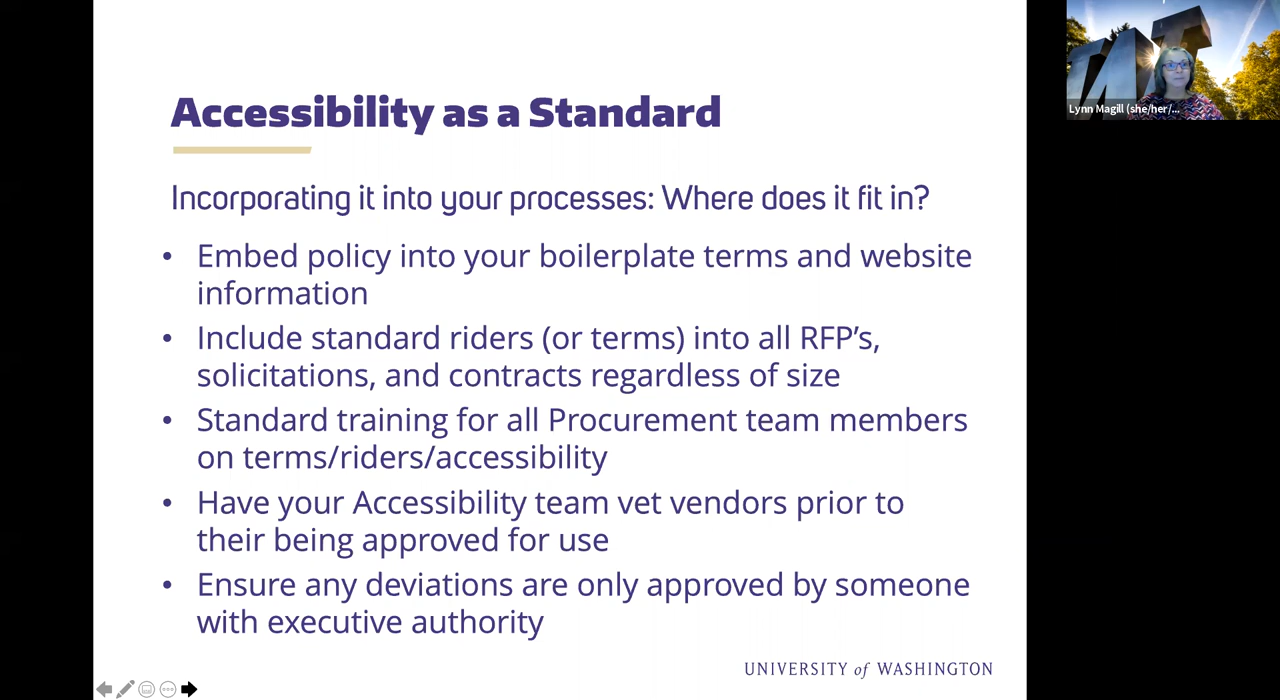 Accessibility as a Standard
Incorporating it into your processes: Where does it fit in?
• Embed policy into your boilerplate terms and website
information
• Include standard riders (or terms) into all RFP’s,
solicitations, and contracts regardless of size
• Standard training for all Procurement team members
on terms/riders/accessibility
• Have your Accessibility team vet vendors prior to
their being approved for use
• Ensure any deviations are only approved by someone
with executive authority
UNIVERSITY of WASHINGTON
Lynn Magill (she/her/...